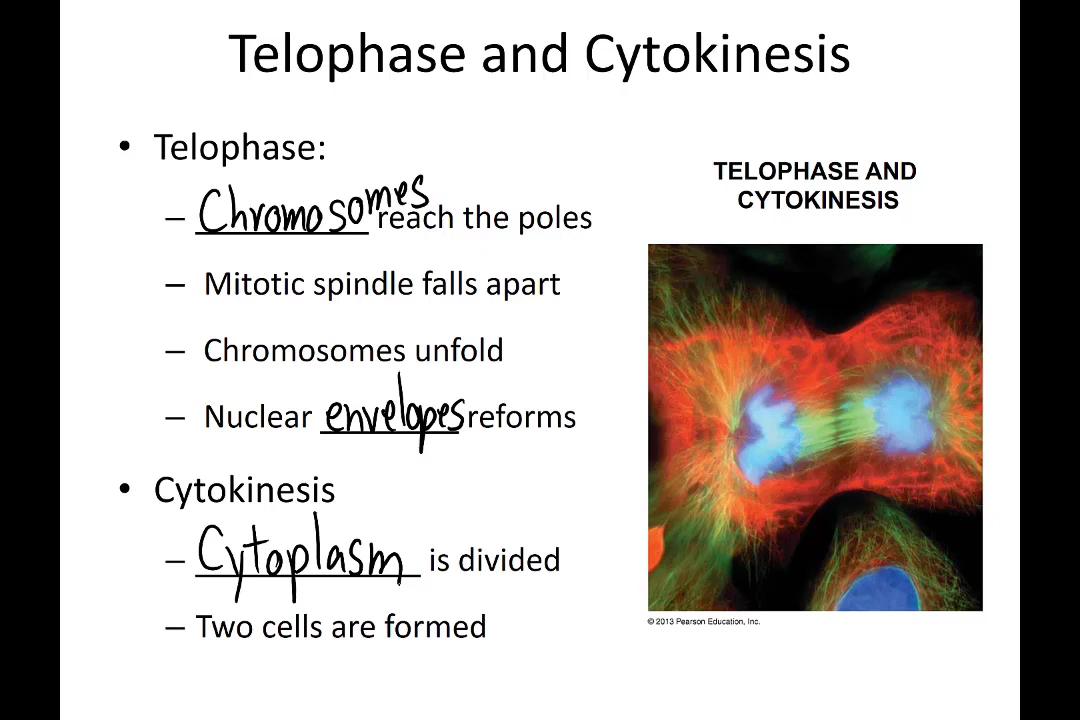 Telophase and Cytokinesis
• Telophase:
– Chromosomes reach the poles
– Mitotic spindle falls apart
– Chromosomes unfold
– Nuclear envelopes reforms
• Cytokinesis
– Cytoplasm is divided
– Two cells are formed
TELOPHASE AND
CYTOKINESIS
© 2013 Pearson Education, Inc.